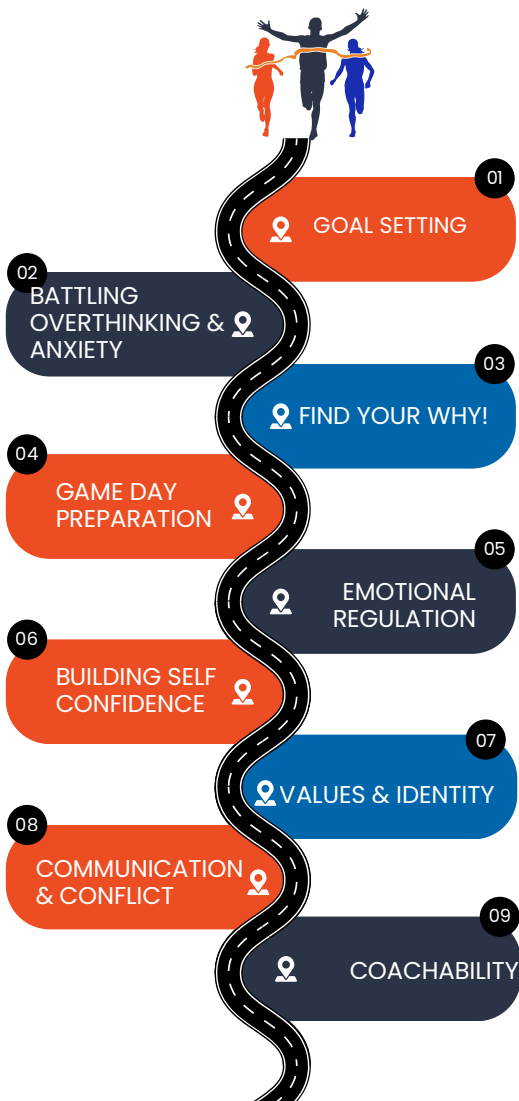 01
GOAL SETTING
02
BATTLING
OVERTHINKING &
ANXIETY
03
FIND YOUR WHY!
04
GAME DAY
PREPARATION
05
EMOTIONAL
REGULATION
06
BUILDING SELF
CONFIDENCE
07
VALUES & IDENTITY
08
COMMUNICATION
& CONFLICT
09
COACHABILITY